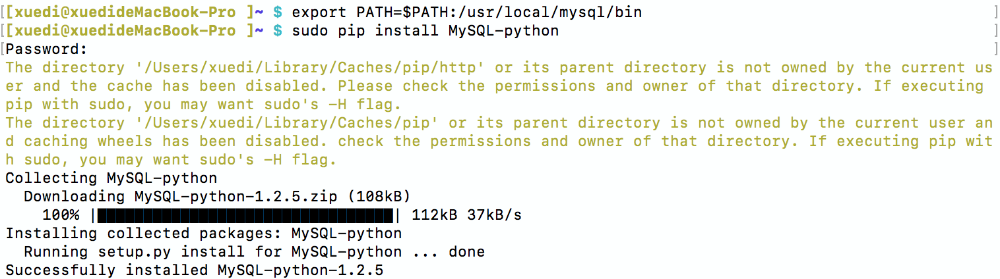 [[xuedi@xuedideMacBook-Pro ]~ $ export PATH=$PATH:/usr/local/mysql/bin ]
[[xuedi@xuedideMacBook-Pro ]~ $ sudo pip install MySQL-python ]
[Password: ]
The directory '/Users/xuedi/Library/Caches/pip/http' or its parent directory is not owned by the current us
er and the cache has been disabled. Please check the permissions and owner of that directory. If executing
pip with sudo, you may want sudo's -H flag.
The directory '/Users/xuedi/Library/Caches/pip' or its parent directory is not owned by the current user an
d caching wheels has been disabled. check the permissions and owner of that directory. If executing pip wit
h sudo, you may want sudo's -H flag.
Collecting MySQL-python
  Downloading MySQL-python-1.2.5.zip (108kB)
    100% |████████████████████████████████| 112kB 37kB/s
Installing collected packages: MySQL-python
  Running setup.py install for MySQL-python ... done
Successfully installed MySQL-python-1.2.5